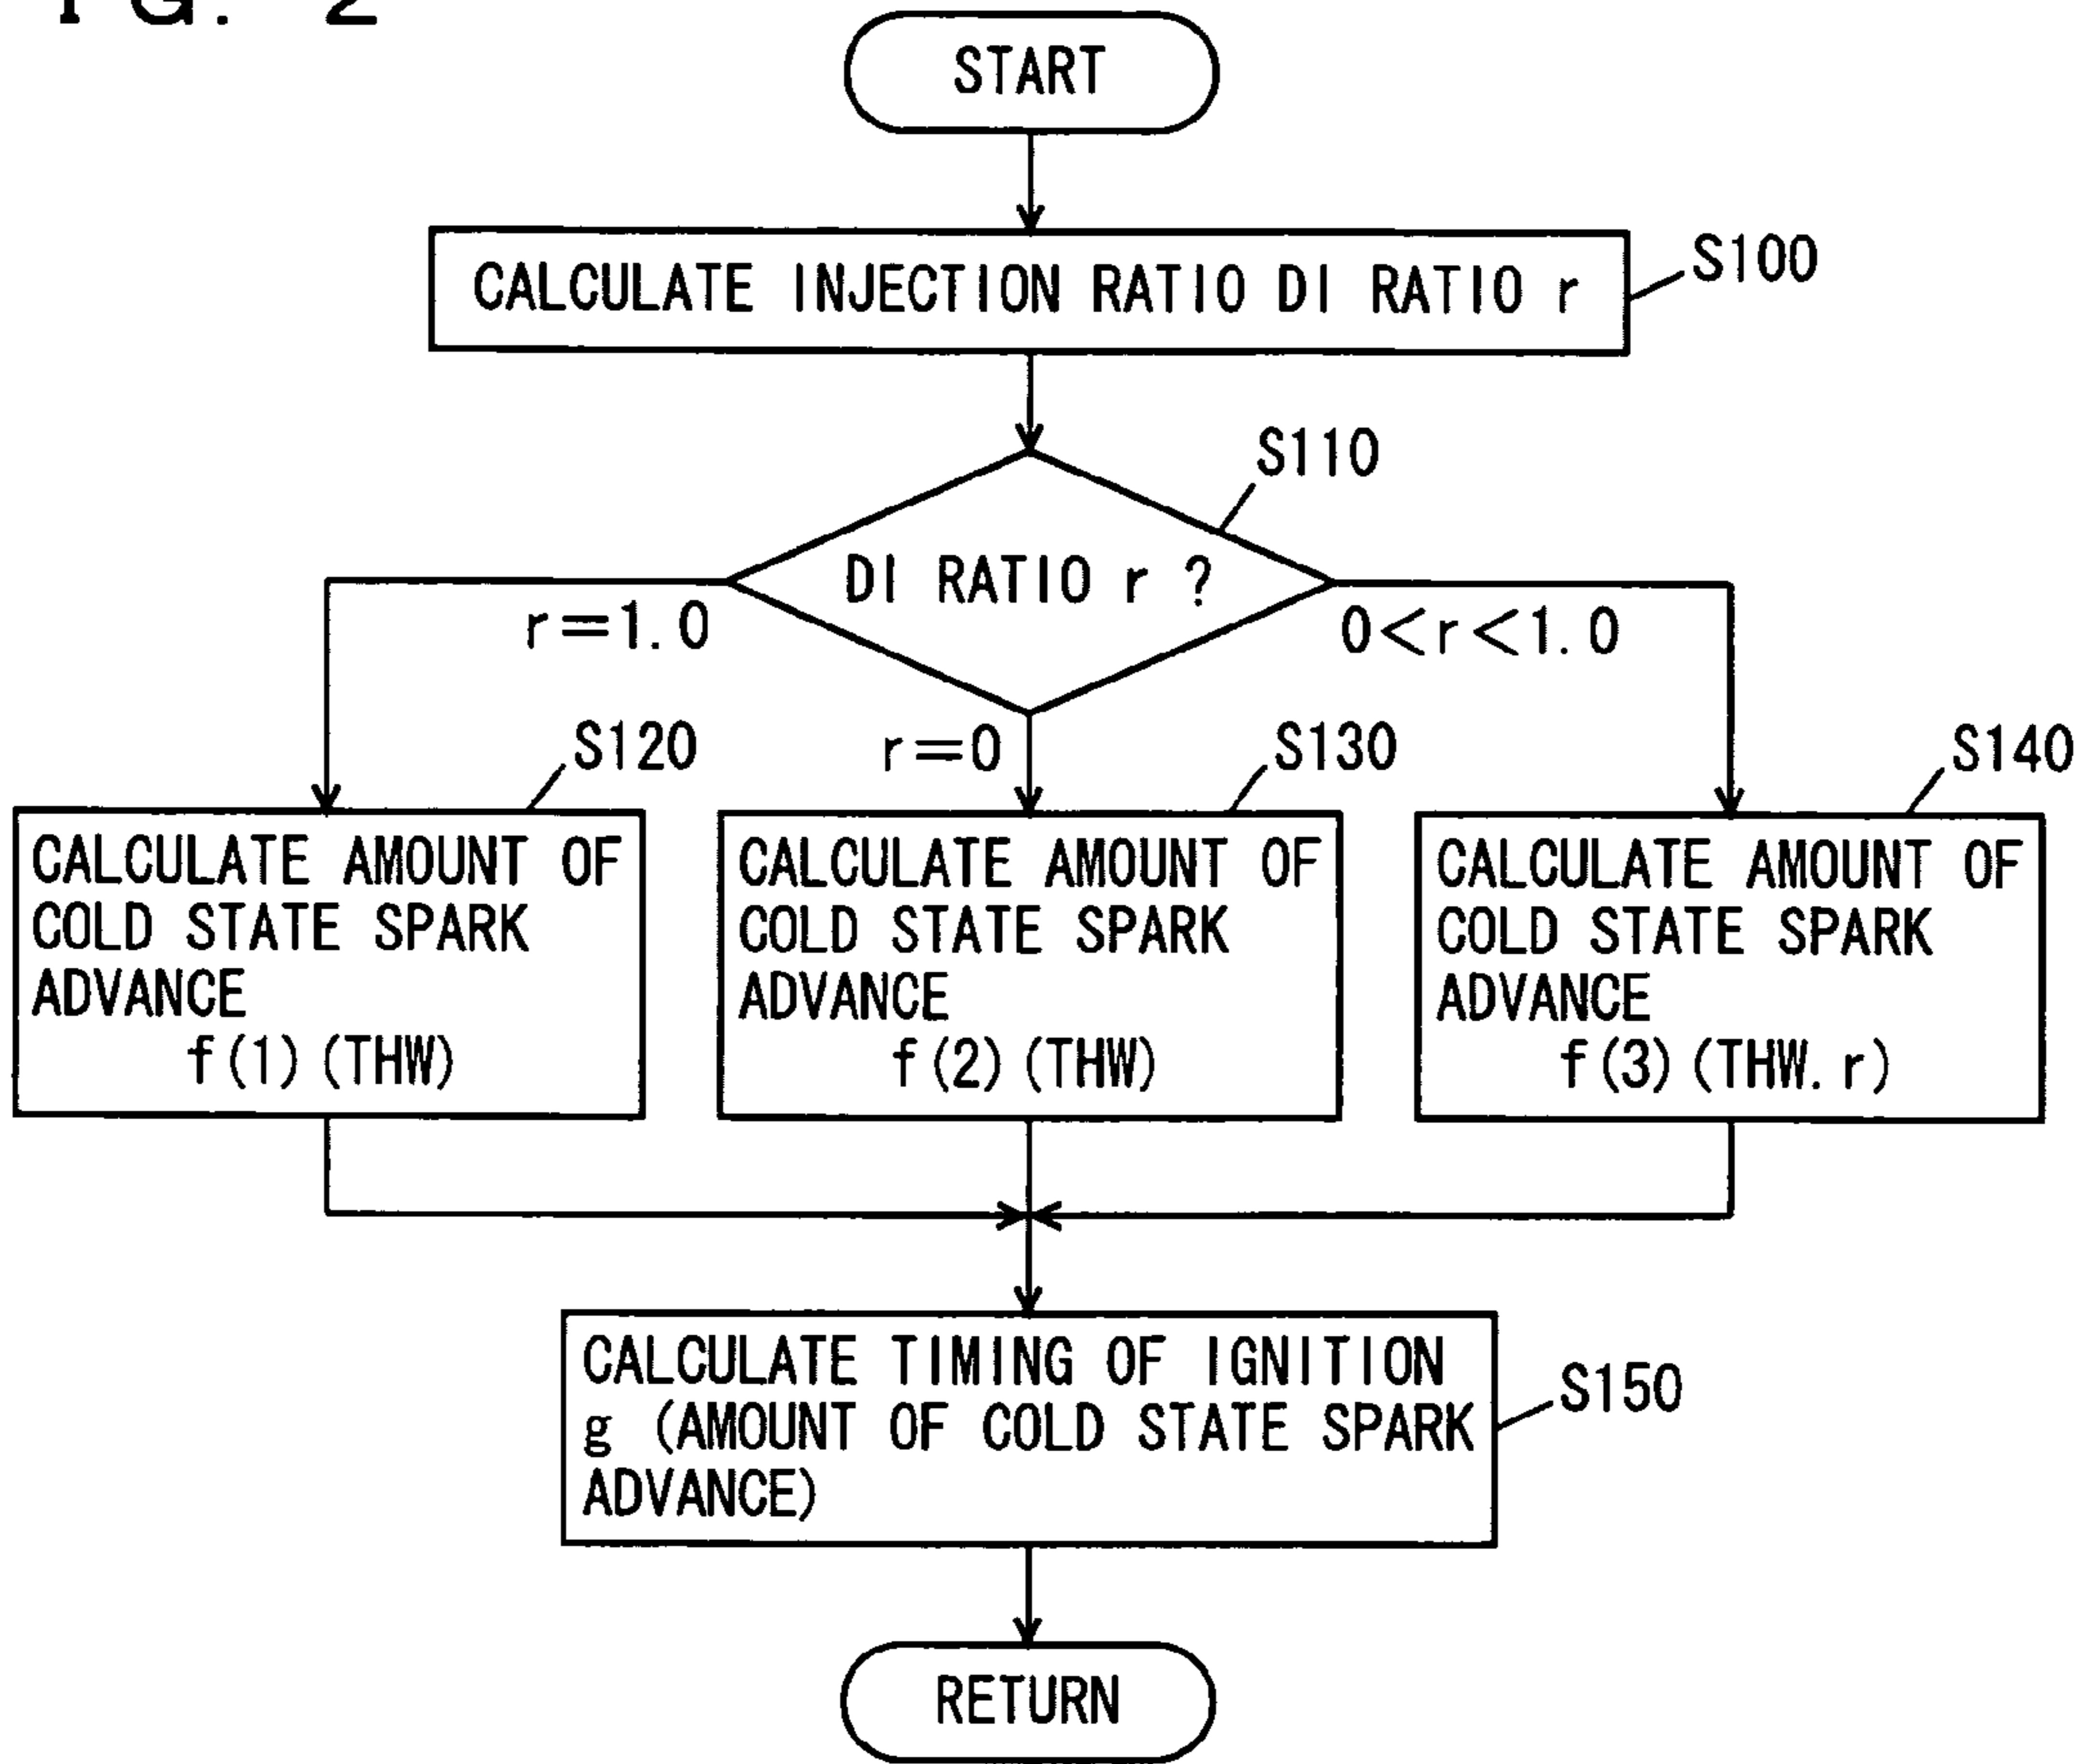 FG. 2
START
CALCULATE INJECTION RATIO DI RATIO r
S100
S110
DI RATIO r ?
r=1.0
0<r<1.0
r=0
S120
S130
S140
CALCULATE AMOUNT OF
COLD STATE SPARK
ADVANCE
f(1)(THW)
CALCULATE AMOUNT OF
COLD STATE SPARK
ADVANCE
f(2)(THW)
CALCULATE AMOUNT OF
COLD STATE SPARK
ADVANCE
f(3)(THW.r)
CALCULATE TIMING OF IGNITION
g (AMOUNT OF COLD STATE SPARK
ADVANCE)
S150
RETURN